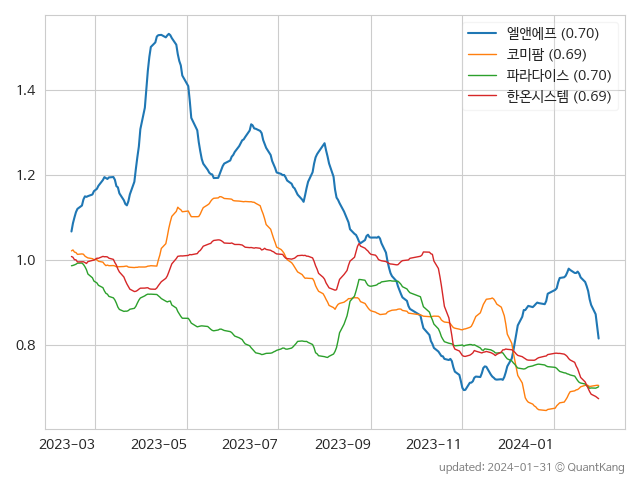 엘앤에프 (0.70)
코미팜 (0.69)
파라다이스 (0.70)
한온시스템 (0.69)
1.4
1.2
1.0
0.8
2023-03 2023-05 2023-07 2023-09 2023-11 2024-01
updated: 2024-01-31 © QuantKang